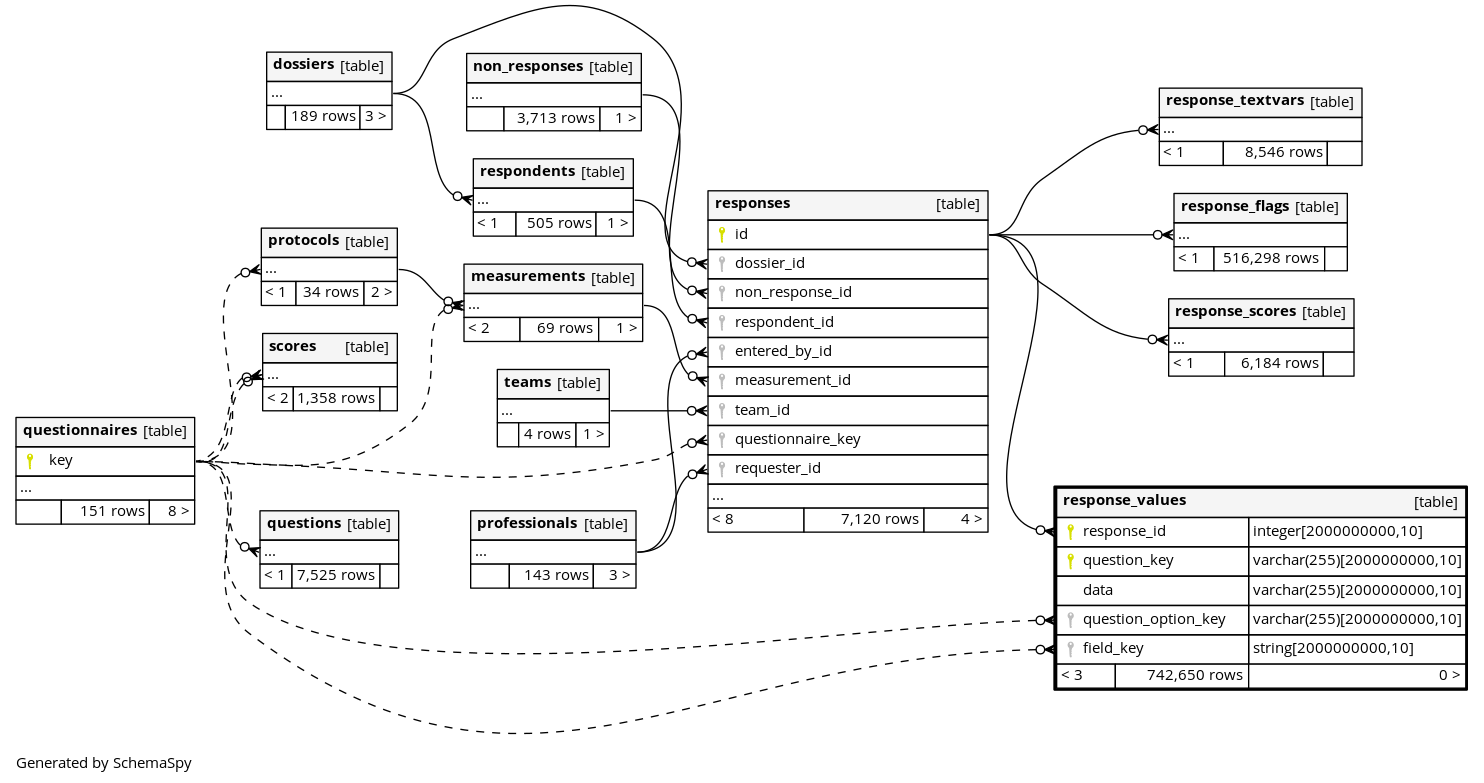 dossiers [table]
...
189 rows 3 >
non_responses [table]
...
3,713 rows 1 >
respondents [table]
...
< 1 505 rows 1 >
protocols [table]
...
< 1 34 rows 2 >
measurements [table]
...
< 2 69 rows 1 >
scores [table]
...
< 2 1,358 rows
teams [table]
...
4 rows 1 >
questionnaires [table]
key
...
151 rows 8 >
questions [table]
...
< 1 7,525 rows
professionals [table]
...
143 rows 3 >
responses [table]
id
dossier_id
non_response_id
respondent_id
entered_by_id
measurement_id
team_id
questionnaire_key
requester_id
...
< 8 7,120 rows 4 >
response_textvars [table]
...
< 1 8,546 rows
response_flags [table]
...
< 1 516,298 rows
response_scores [table]
...
< 1 6,184 rows
response_values [table]
response_id integer[2000000000,10]
question_key varchar(255)[2000000000,10]
data varchar(255)[2000000000,10]
question_option_key varchar(255)[2000000000,10]
field_key string[2000000000,10]
< 3 742,650 rows 0 >
Generated by SchemaSpy